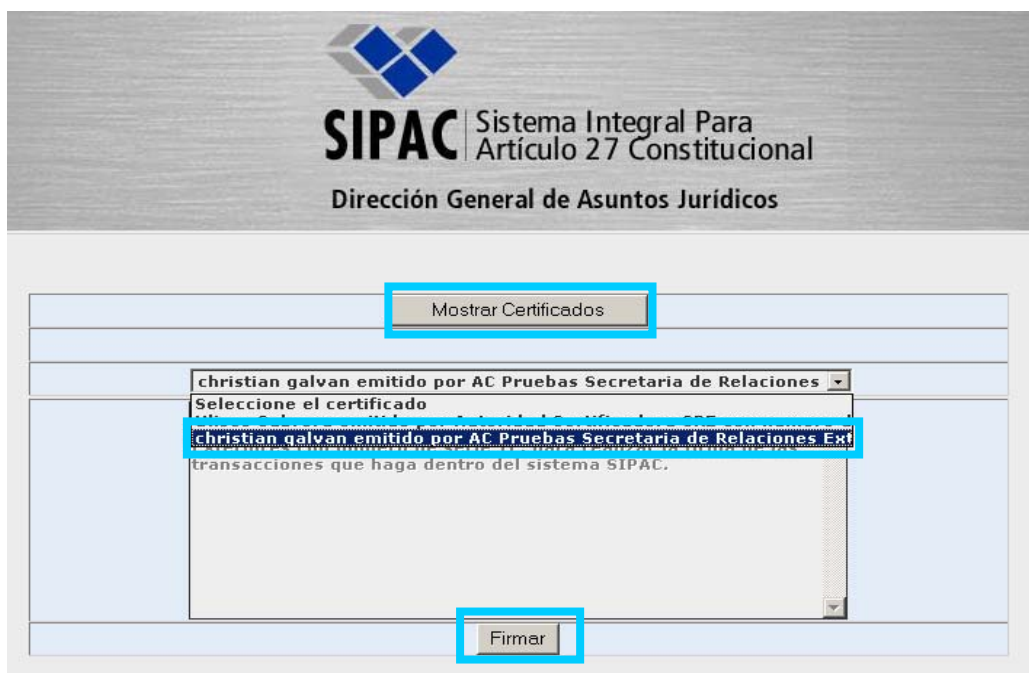 SIPAC
Sistema Integral Para
Artículo 27 Constitucional
Dirección General de Asuntos Jurídicos
Mostrar Certificados
christian galvan emitido por AC Pruebas Secretaria de Relaciones
Seleccione el certificado
christian galvan emitido por AC Pruebas Secretaria de Relaciones Ext
transacciones que haga dentro del sistema SIPAC.
Firmar